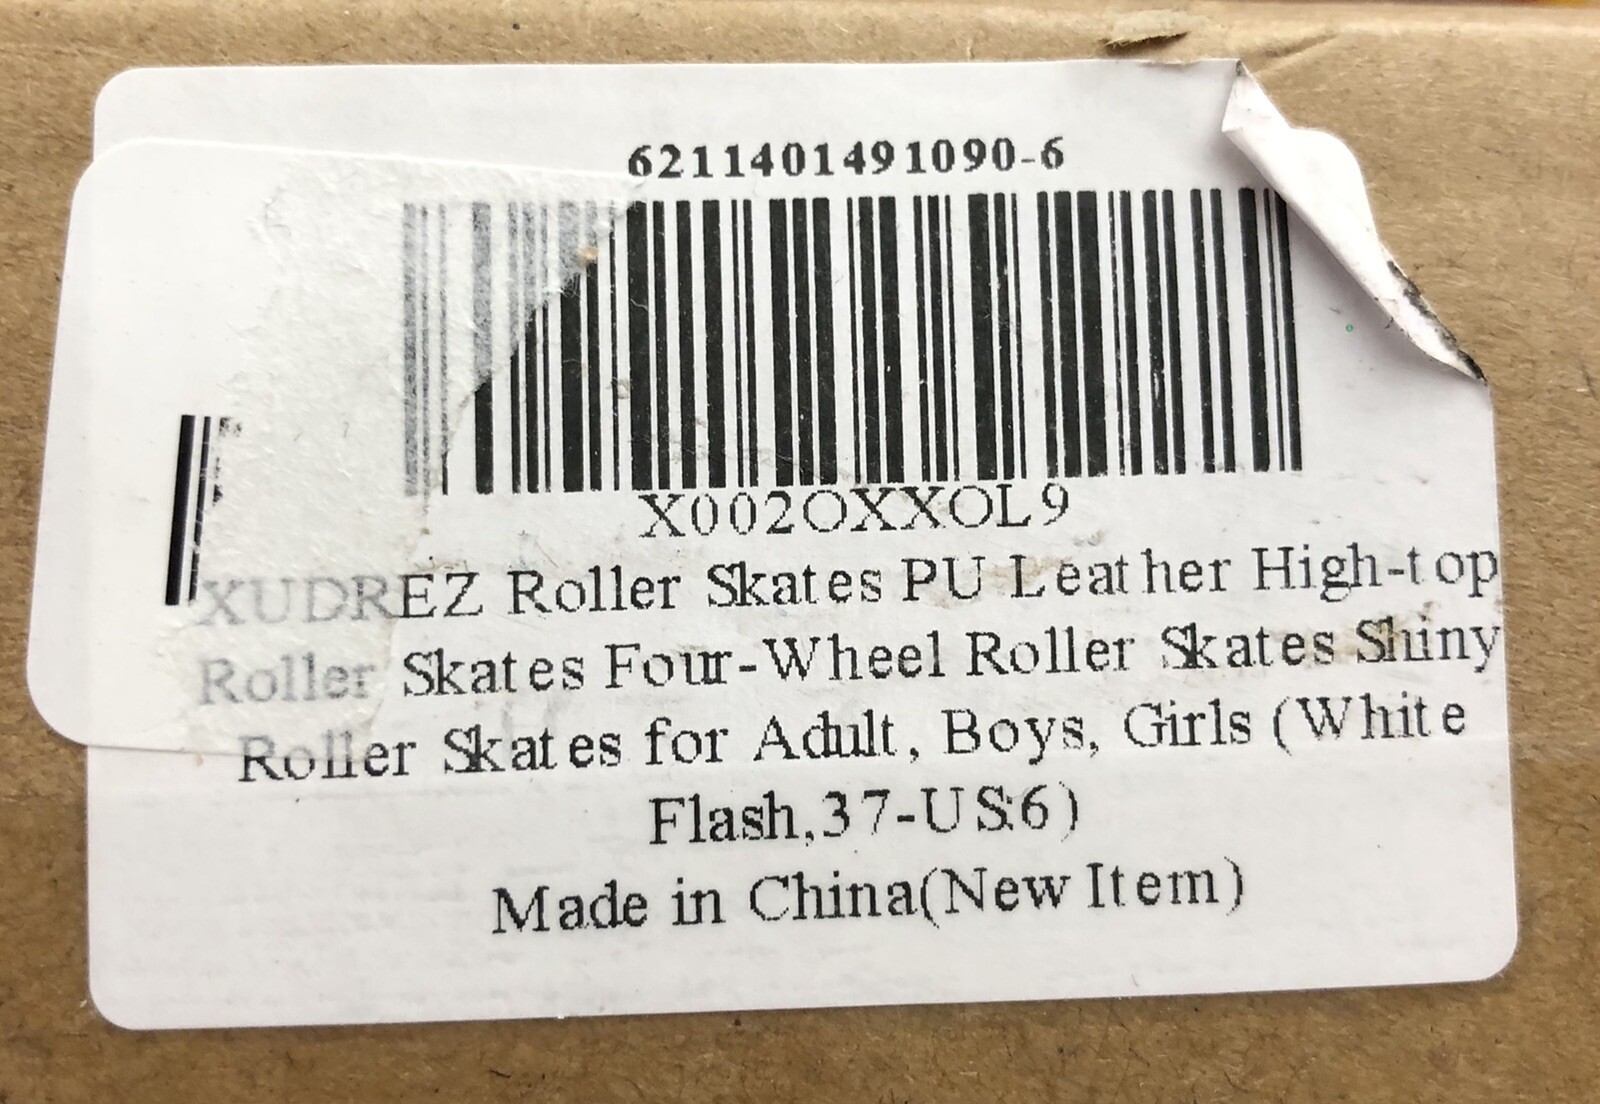 6211401491090-6
X002OXXOL9
XUDREZ Roller Skates PU Leather High-top
Roller Skates Four-Wheel Roller Skates Shiny
Roller Skates for Adult, Boys, Girls (White
Flash,37-US:6)
Made in China(New Item)